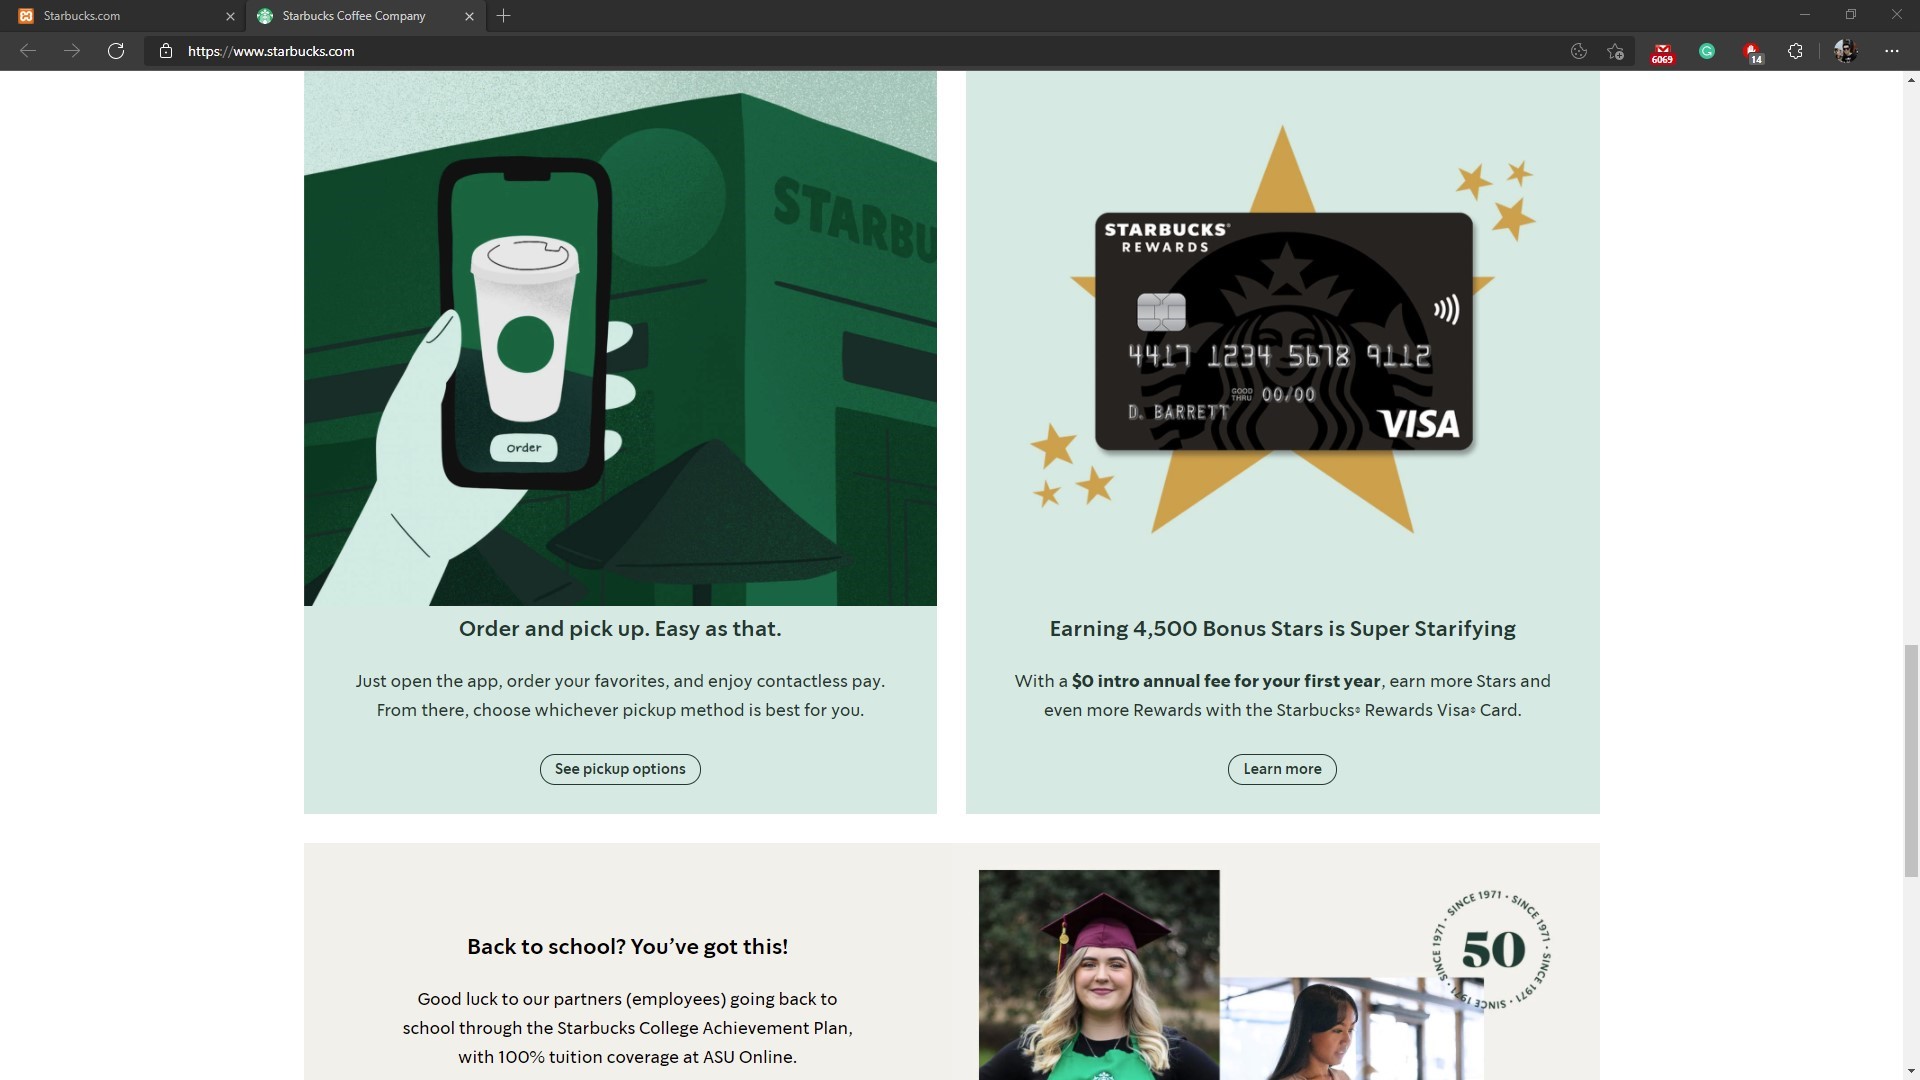 Starbucks.com
Starbucks Coffee Company
https://www.starbucks.com
6069
14
STARBU
Order
STARBUCKS®
REWARDS
4417 1234 5678 9112
GOOD THRU 00/00
D. BARRETT
VISA
Order and pick up. Easy as that.
Just open the app, order your favorites, and enjoy contactless pay.
From there, choose whichever pickup method is best for you.
See pickup options
Earning 4,500 Bonus Stars is Super Starifying
With a $0 intro annual fee for your first year, earn more Stars and
even more Rewards with the Starbucks® Rewards Visa® Card.
Learn more
Back to school? You’ve got this!
Good luck to our partners (employees) going back to
school through the Starbucks College Achievement Plan,
with 100% tuition coverage at ASU Online.
SINCE 1971 • SINCE 1971 • SINCE 1971 • SINCE 1971 • SINCE 1971 •
50